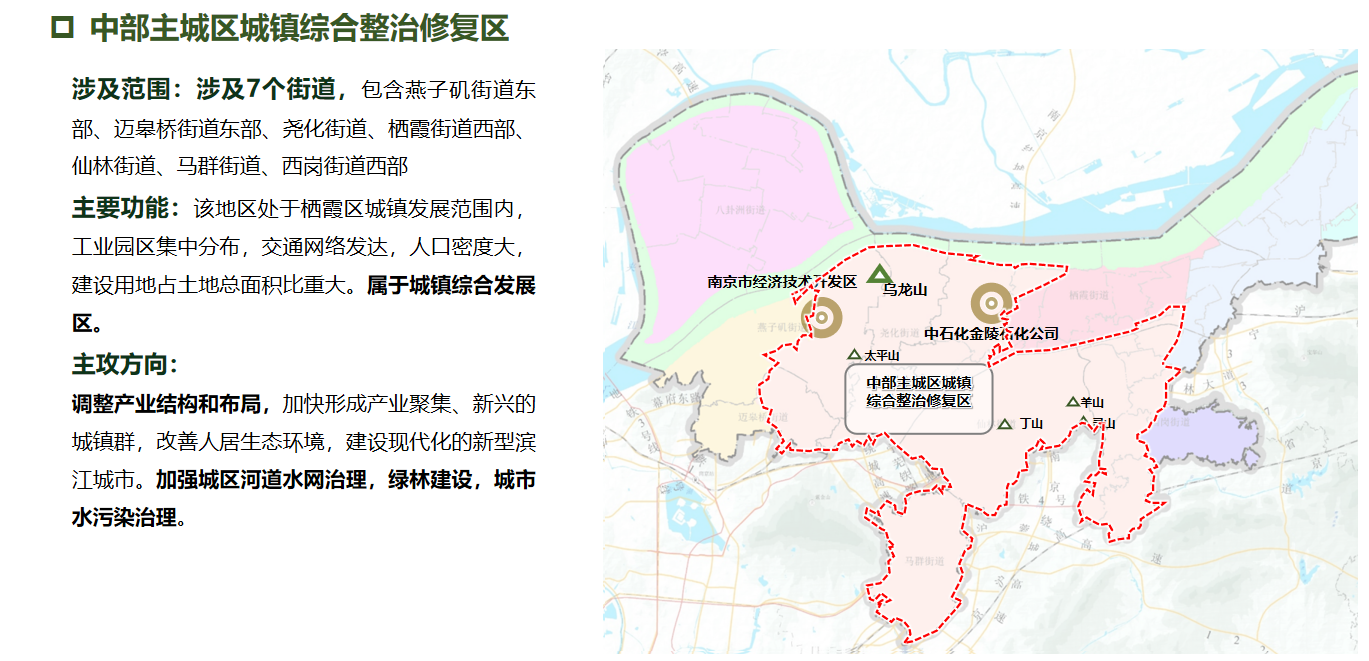 中部主城区城镇综合整治修复区
涉及范围：涉及7个街道，包含燕子矶街道东
部、迈皋桥街道东部、尧化街道、栖霞街道西部、
仙林街道、马群街道、西岗街道西部
主要功能：该地区处于栖霞区城镇发展范围内，
工业园区集中分布，交通网络发达，人口密度大，
建设用地占土地总面积比重大。属于城镇综合发展
区。
主攻方向：
调整产业结构和布局，加快形成产业聚集、新兴的
城镇群，改善人居生态环境，建设现代化的新型滨
江城市。加强城区河道水网治理，绿林建设，城市
水污染治理。
八卦洲街道
南京市经济技术开发区
乌龙山
栖霞街道
燕子矶街道
尧化街道
中石化金陵石化公司
太平山
中部主城区城镇
综合整治修复区
羊山
灵山
丁山
迈皋桥街道
幕府东路
地铁3号线
马群街道